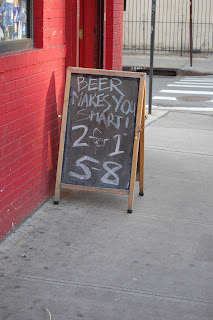 BEER
MAKES YOU
SMART!
2 for 1
5-8